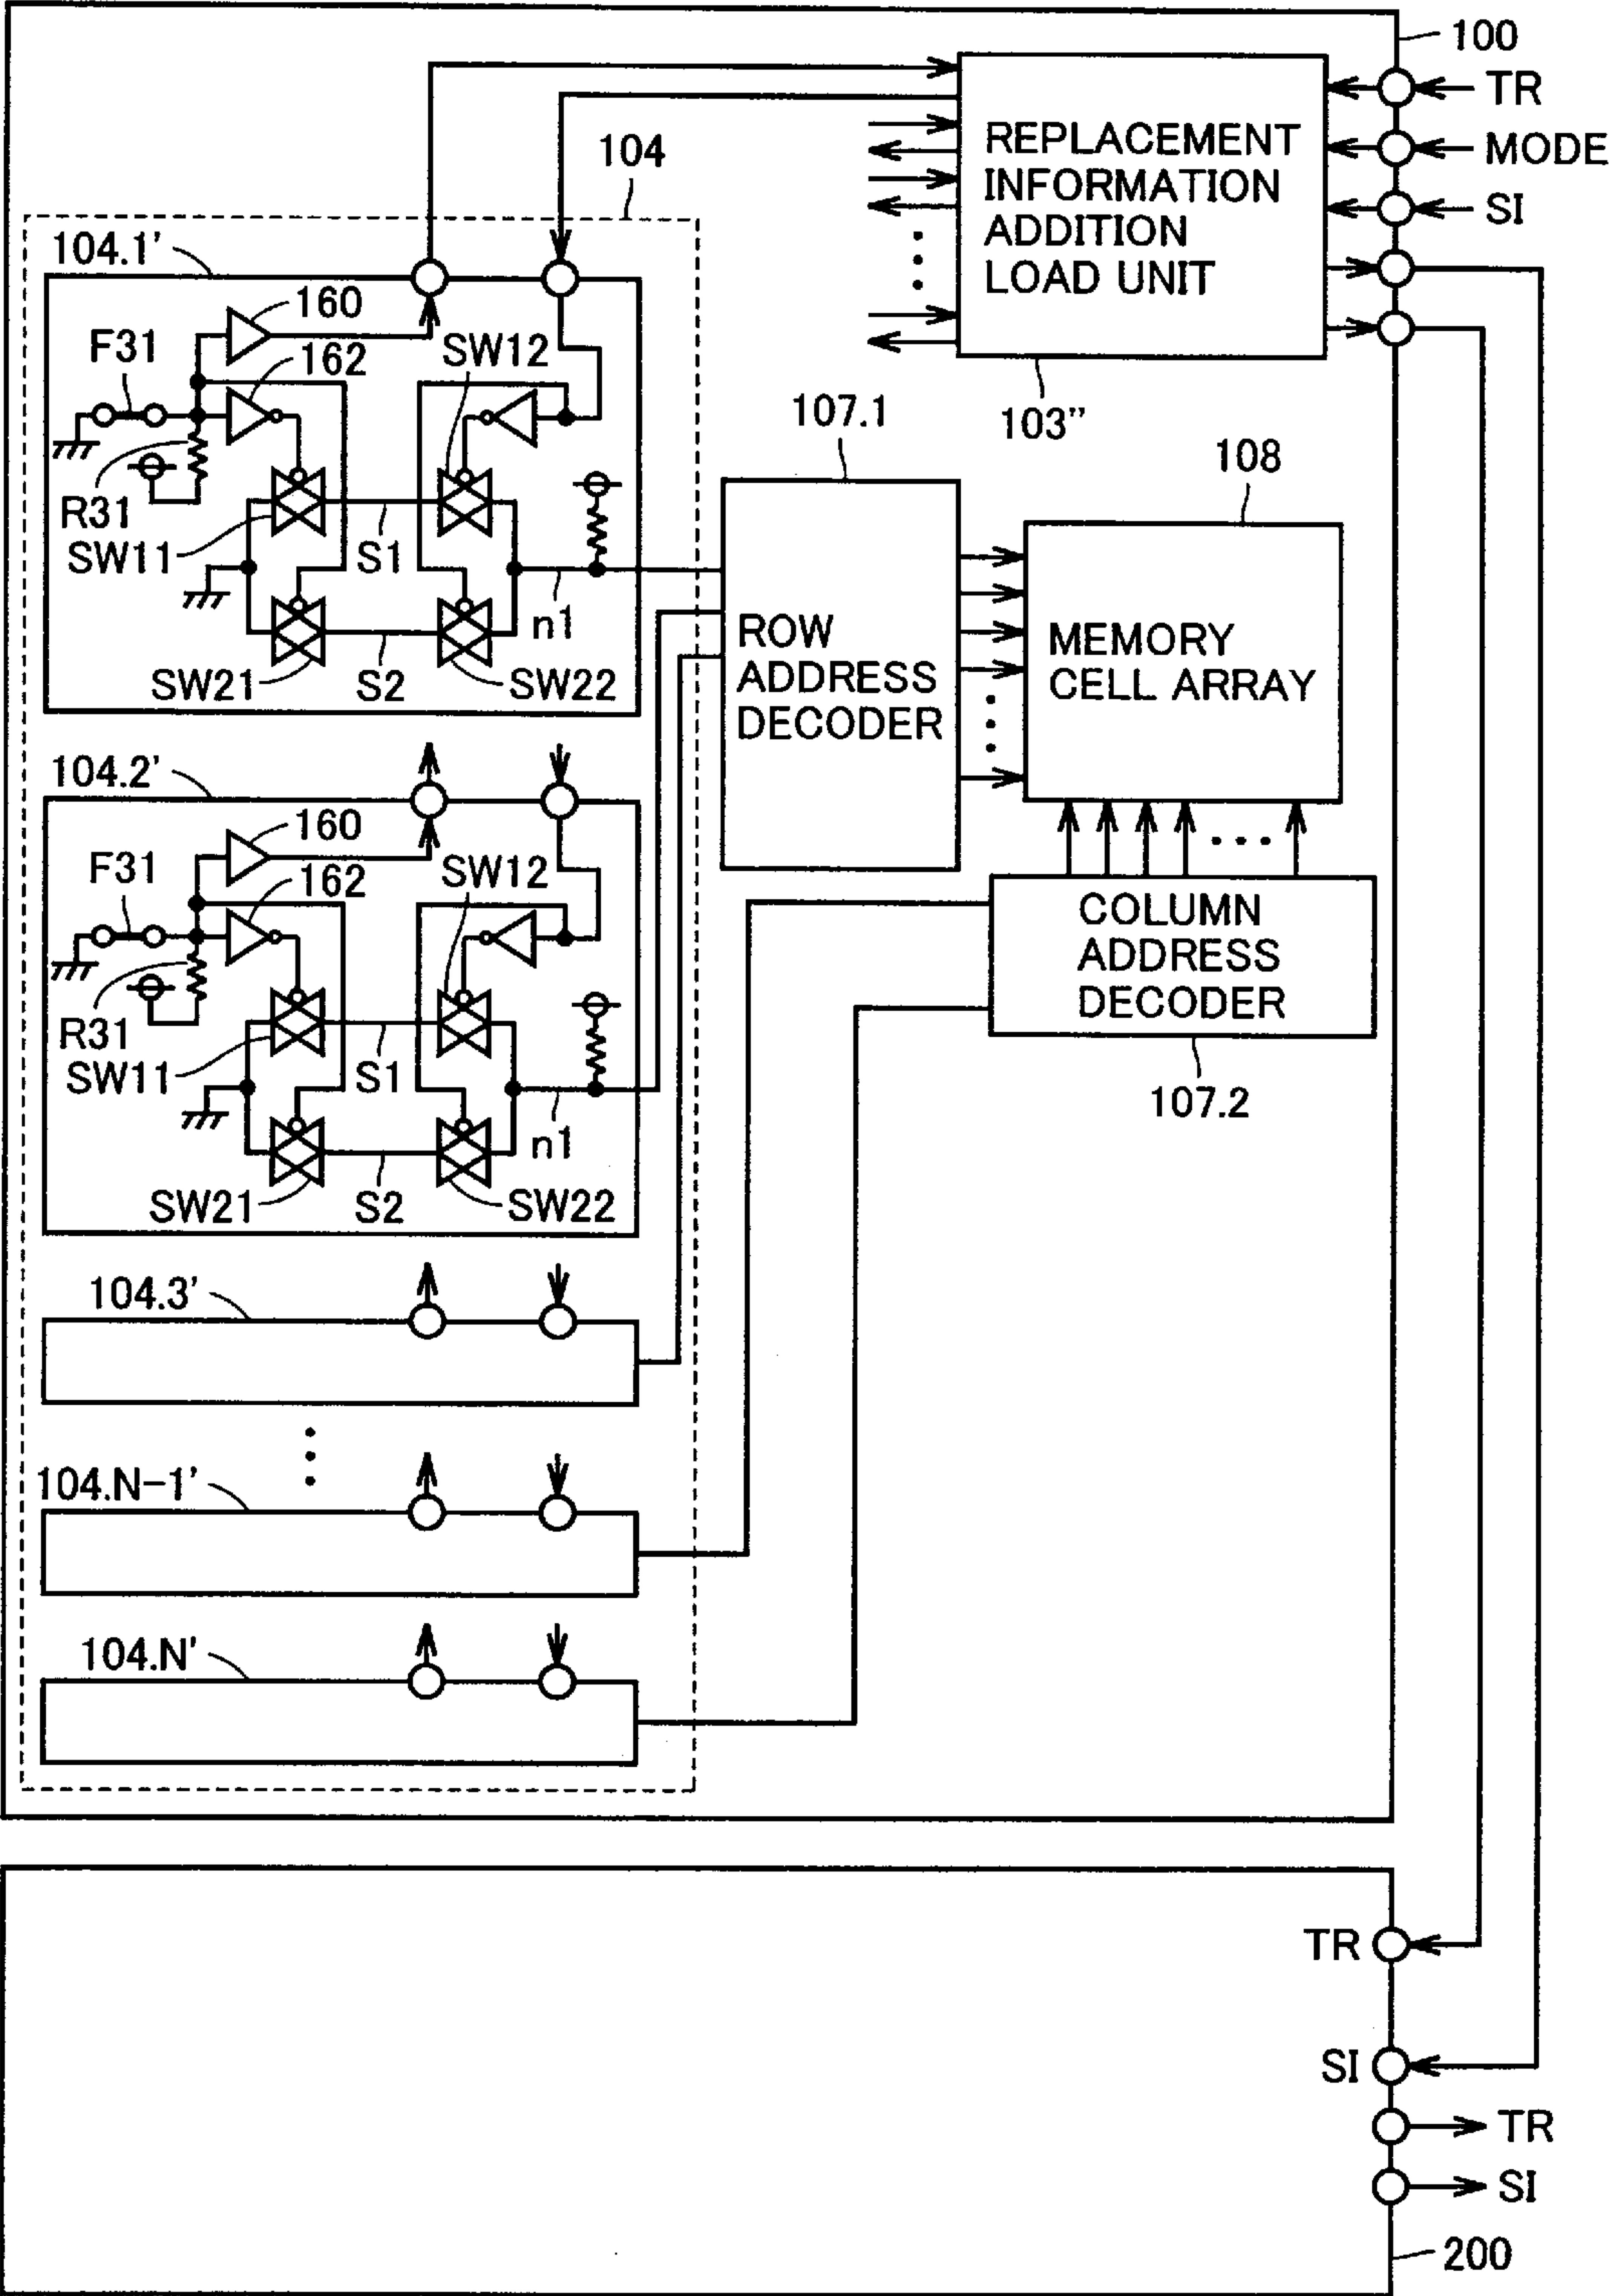 100
TR
MODE
SI
REPLACEMENT
INFORMATION
ADDITION
LOAD UNIT
103”
104
104.1'
160
F31
162
SW12
R31
SW11
S1
n1
SW21
S2
SW22
107.1
ROW
ADDRESS
DECODER
108
MEMORY
CELL ARRAY
104.2'
160
F31
162
SW12
R31
SW11
S1
n1
SW21
S2
SW22
COLUMN
ADDRESS
DECODER
107.2
104.3'
104.N-1'
104.N'
TR
SI
TR
SI
200